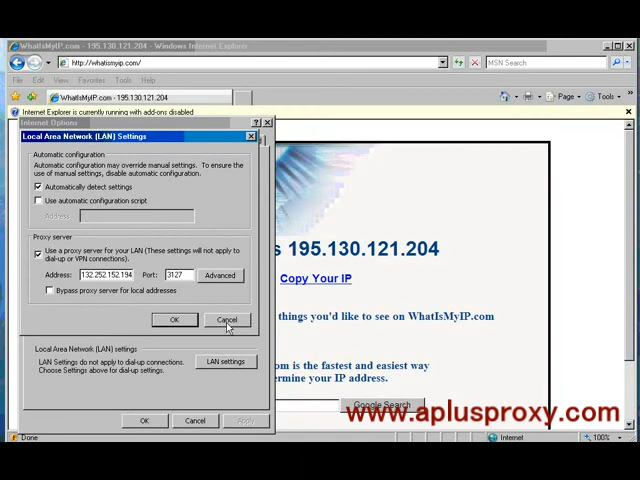 WhatIsMyIP.com - 195.130.121.204 - Windows Internet Explorer
http://whatismyip.com/
MSN Search
File Edit View Favorites Tools Help
WhatIsMyIP.com - 195.130.121.204
Page Tools
Internet Explorer is currently running with add-ons disabled
Internet Options
Local Area Network (LAN) Settings
Automatic configuration
Automatic configuration may override manual settings. To ensure the
use of manual settings, disable automatic configuration.
Automatically detect settings
Use automatic configuration script
Address
Proxy server
Use a proxy server for your LAN (These settings will not apply to
dial-up or VPN connections).
Address: 132.252.152.194 Port: 3127 Advanced
Bypass proxy server for local addresses
OK Cancel
Local Area Network (LAN) settings
LAN Settings do not apply to dial-up connections.
Choose Settings above for dial-up settings.
LAN settings
OK Cancel Apply
s 195.130.121.204
Copy Your IP
things you'd like to see on WhatIsMyIP.com
om is the fastest and easiest way
ermine your IP address.
Google Search
www.aplusproxy.com
Done Internet 100%